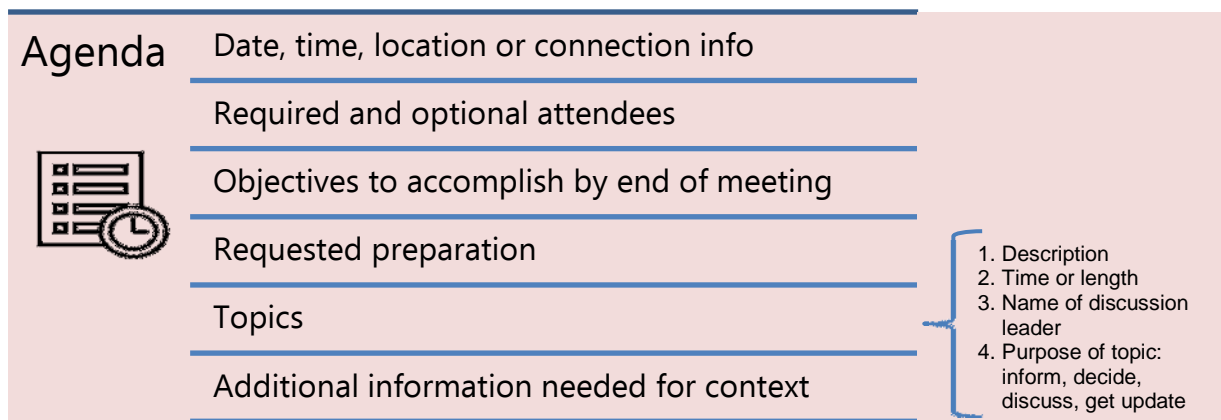 Agenda
Date, time, location or connection info
Required and optional attendees
Objectives to accomplish by end of meeting
Requested preparation
Topics
1. Description
2. Time or length
3. Name of discussion
leader
4. Purpose of topic:
inform, decide,
discuss, get update
Additional information needed for context